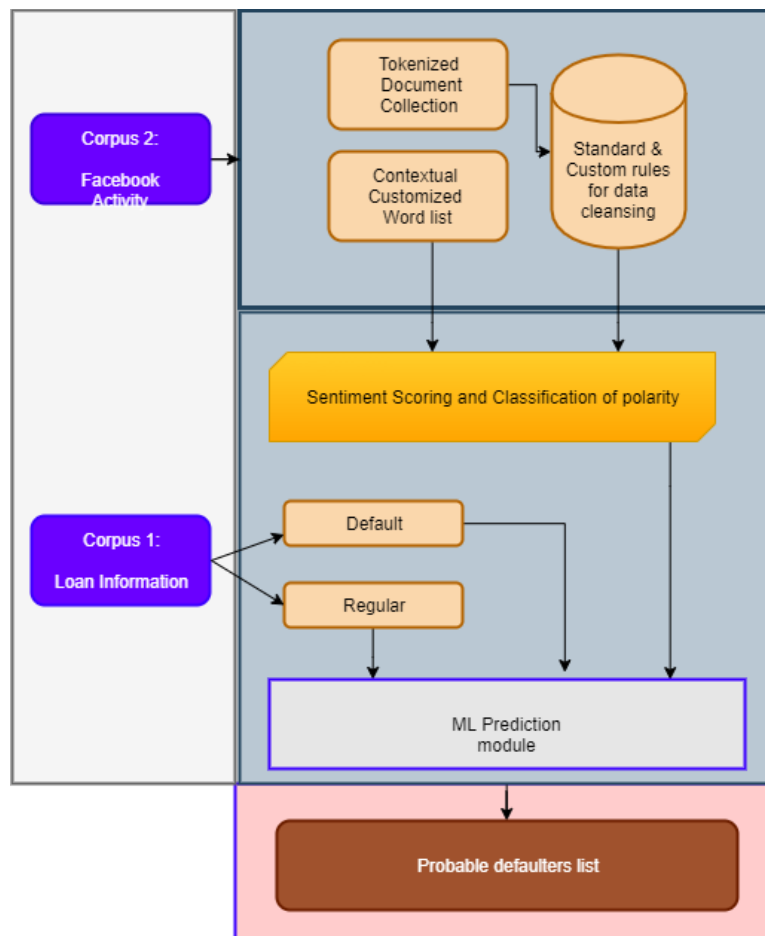 Tokenized
Document
Collection
Corpus 2:
Facebook
Activity
Contextual
Customized
Word list
Standard &
Custom rules
for data
cleansing
Sentiment Scoring and Classification of polarity
Default
Corpus 1:
Loan Information
Regular
ML Prediction
module
Probable defaulters list